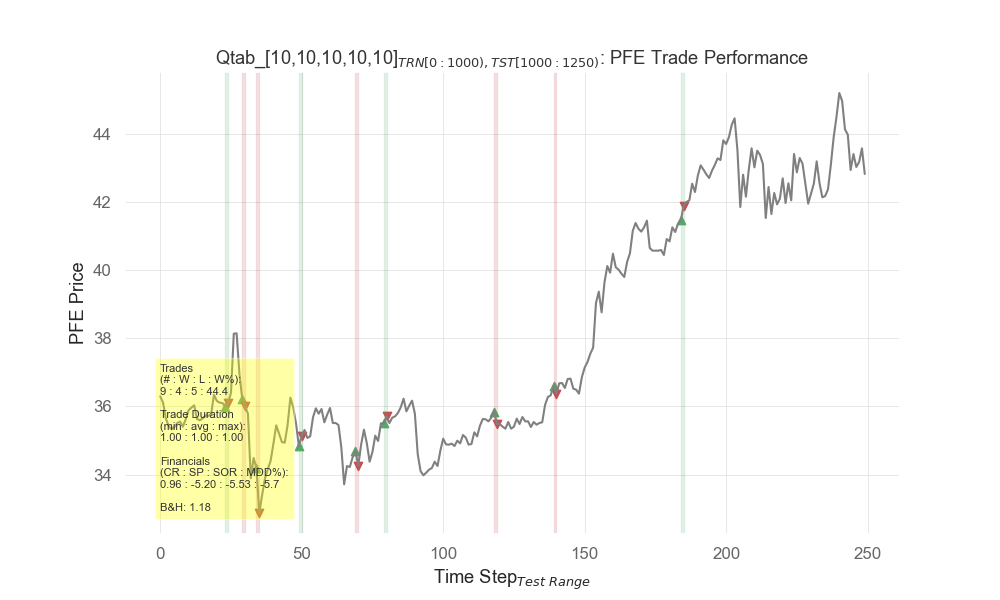 Qtab_[10,10,10,10,10]TRN[0 : 1000), TST[1000 : 1250): PFE Trade Performance
PFE Price
44
42
40
38
36
34
Trades
(# : W : L : W%):
9 : 4 : 5 : 44.4
Trade Duration
(min : avg : max):
1.00 : 1.00 : 1.00
Financials
(CR : SP : SOR : MDD%):
0.96 : -5.20 : -5.53 : -5.7
B&H: 1.18
0 50 100 150 200 250
Time StepTest Range